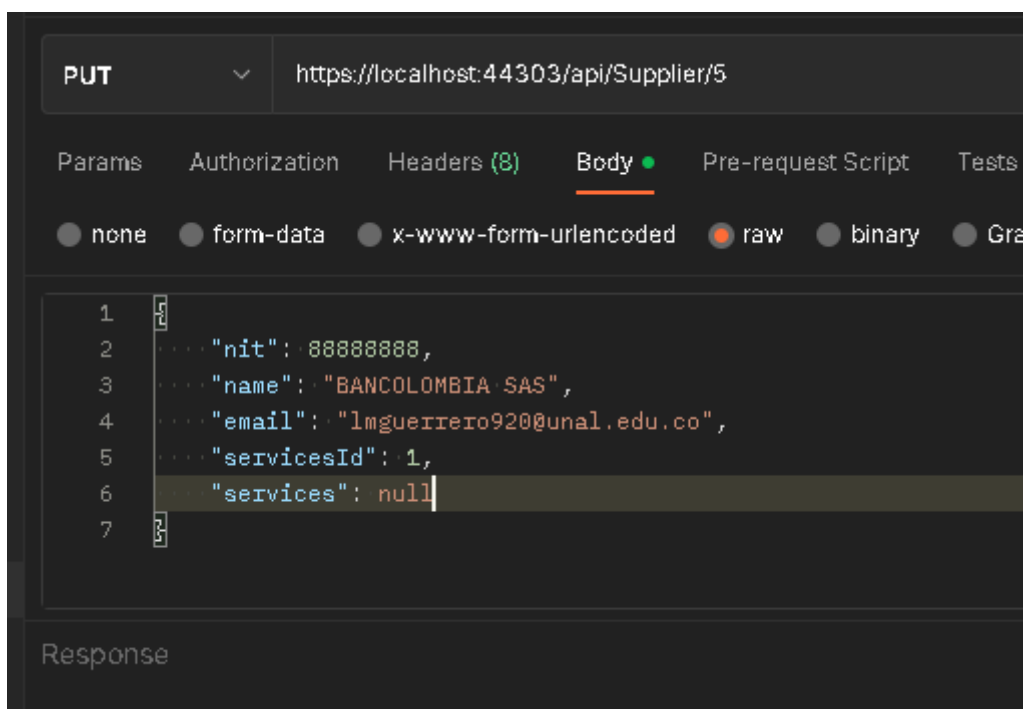 PUT https://localhost:44303/api/Supplier/5
Params Authorization Headers (8) Body Pre-request Script Tests
none form-data x-www-form-urlencoded raw binary Gra
1 {
2 "nit": 88888888,
3 "name": "BANCOLOMBIA SAS",
4 "email": "lmguerrero920@unal.edu.co",
5 "servicesId": 1,
6 "services": null
7 }
Response